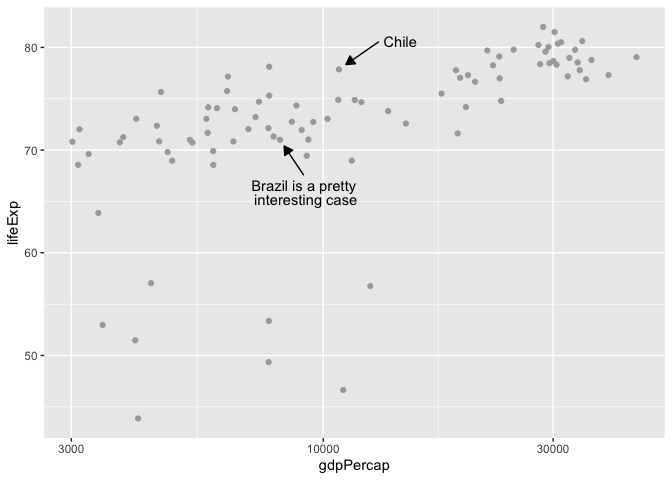 80
70
60
50
lifeExp
Chile
Brazil is a pretty
interesting case
3000
10000
30000
gdpPercap